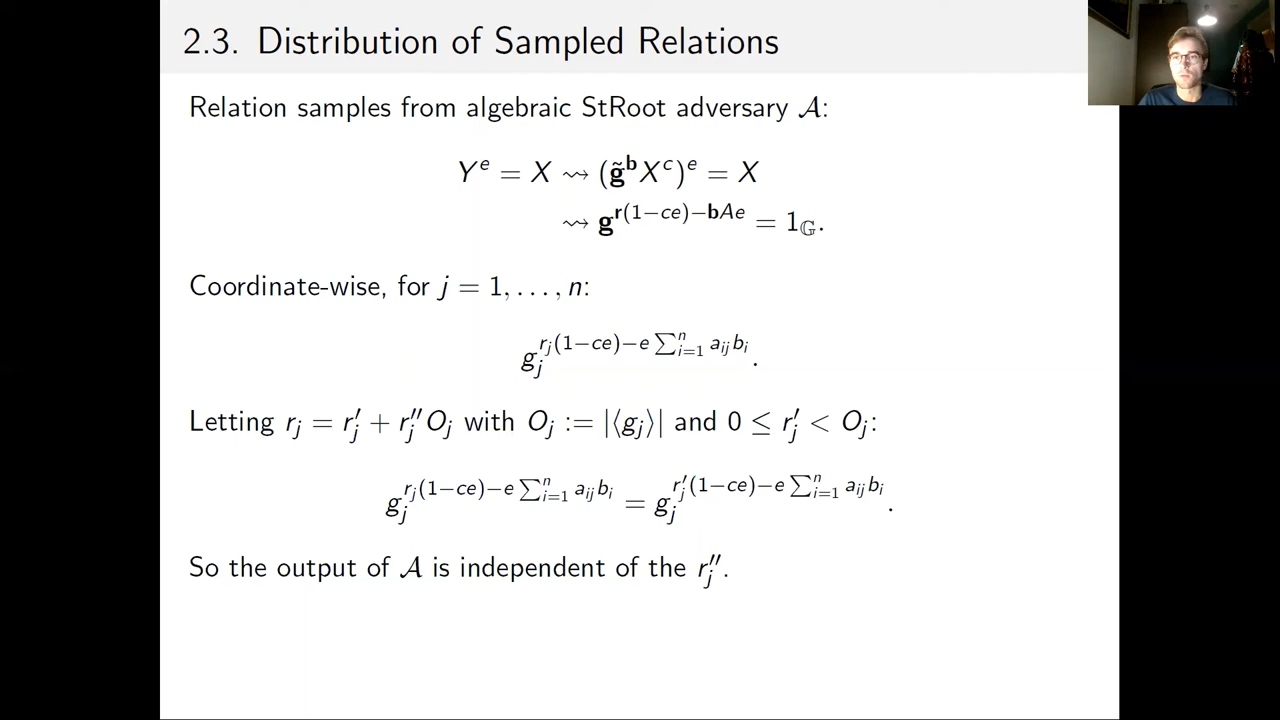 2.3. Distribution of Sampled Relations
Relation samples from algebraic StRoot adversary 𝒜:
Y^e = X ⇝ (g̃^b X^c)^e = X
⇝ g^{r(1−ce)−bAe} = 1_𝔾.
Coordinate-wise, for j = 1, . . . , n:
g_j^{r_j(1−ce)−e ∑_{i=1}^n a_{ij} b_i}.
Letting r_j = r′_j + r″_j O_j with O_j := |⟨g_j⟩| and 0 ≤ r′_j < O_j:
g_j^{r_j(1−ce)−e ∑_{i=1}^n a_{ij} b_i} = g_j^{r′_j(1−ce)−e ∑_{i=1}^n a_{ij} b_i}.
So the output of 𝒜 is independent of the r″_j.